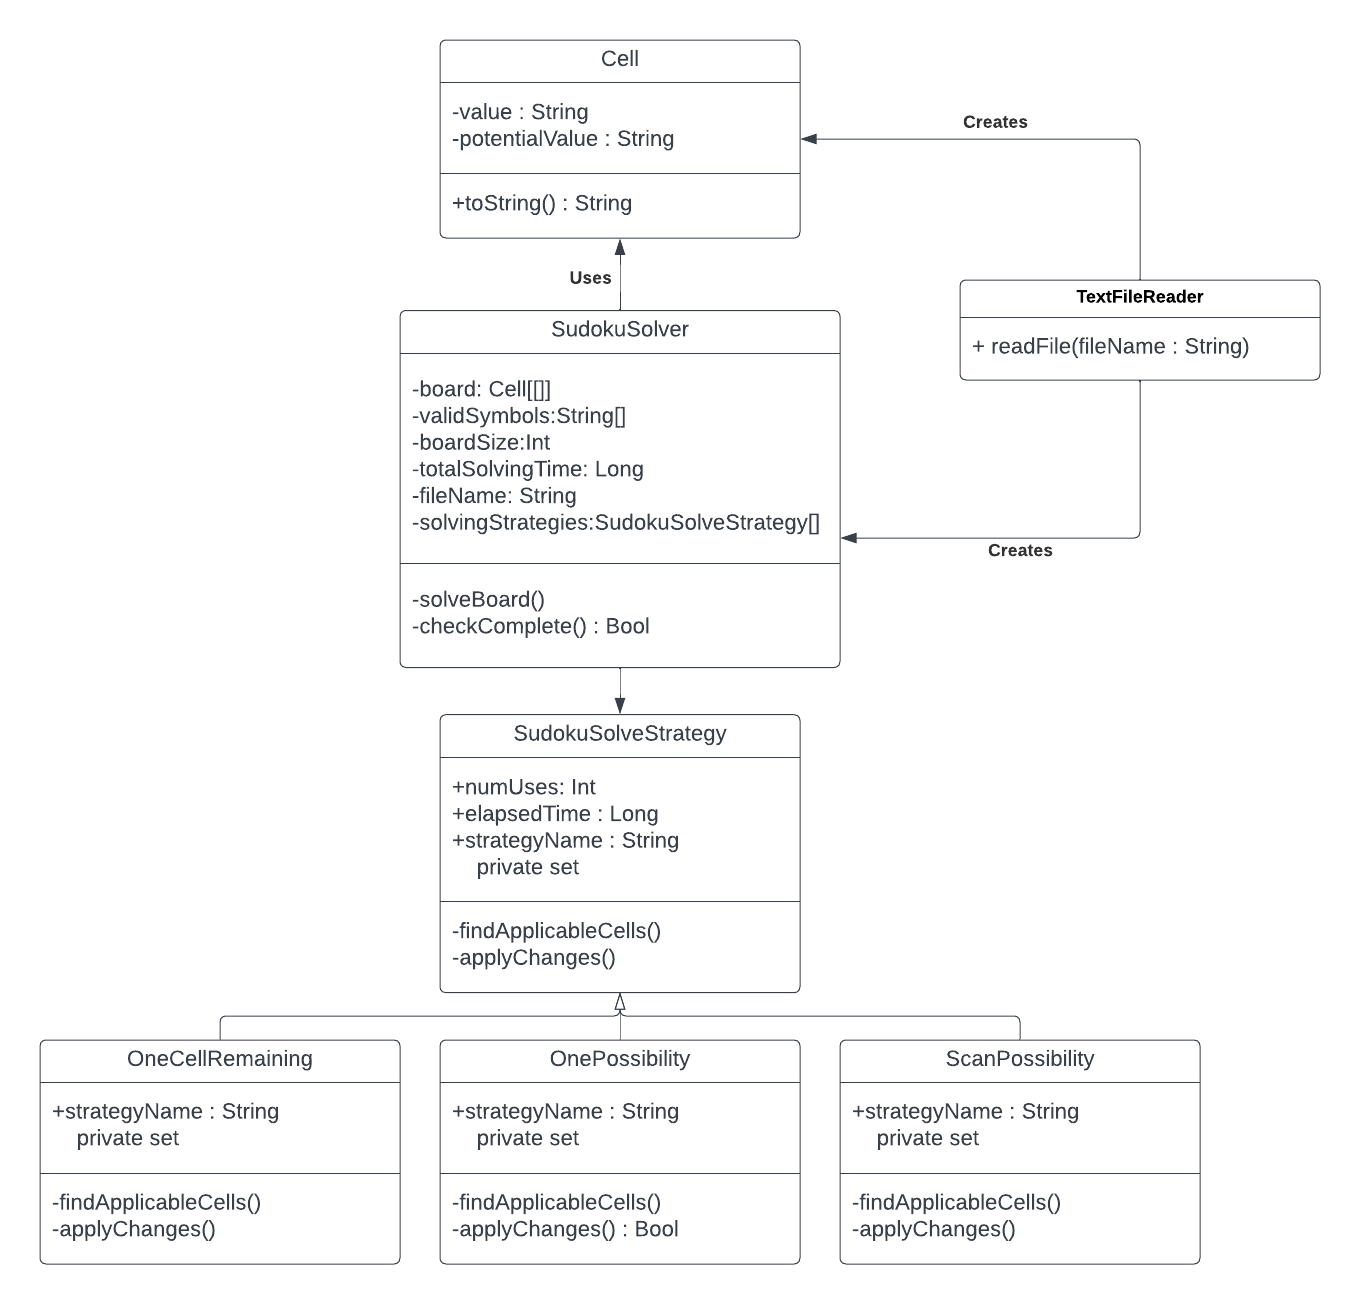 Cell
-value : String
-potentialValue : String
+toString() : String
Creates
Uses
TextFileReader
+ readFile(fileName : String)
SudokuSolver
-board: Cell[[]]
-validSymbols:String[]
-boardSize:Int
-totalSolvingTime: Long
-fileName: String
-solvingStrategies:SudokuSolveStrategy[]
Creates
-solveBoard()
-checkComplete() : Bool
SudokuSolveStrategy
+numUses: Int
+elapsedTime : Long
+strategyName : String
private set
-findApplicableCells()
-applyChanges()
OneCellRemaining
+strategyName : String
private set
-findApplicableCells()
-applyChanges()
OnePossibility
+strategyName : String
private set
-findApplicableCells()
-applyChanges() : Bool
ScanPossibility
+strategyName : String
private set
-findApplicableCells()
-applyChanges()